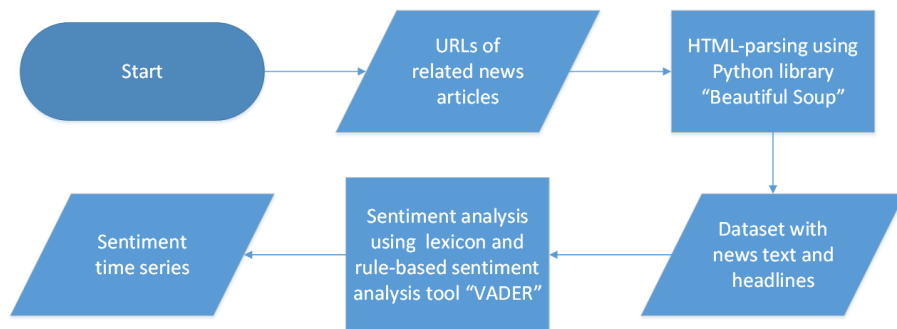 Start
URLs of
related news
articles
HTML-parsing using
Python library
“Beautiful Soup”
Dataset with
news text and
headlines
Sentiment analysis
using lexicon and
rule-based sentiment
analysis tool “VADER”
Sentiment
time series